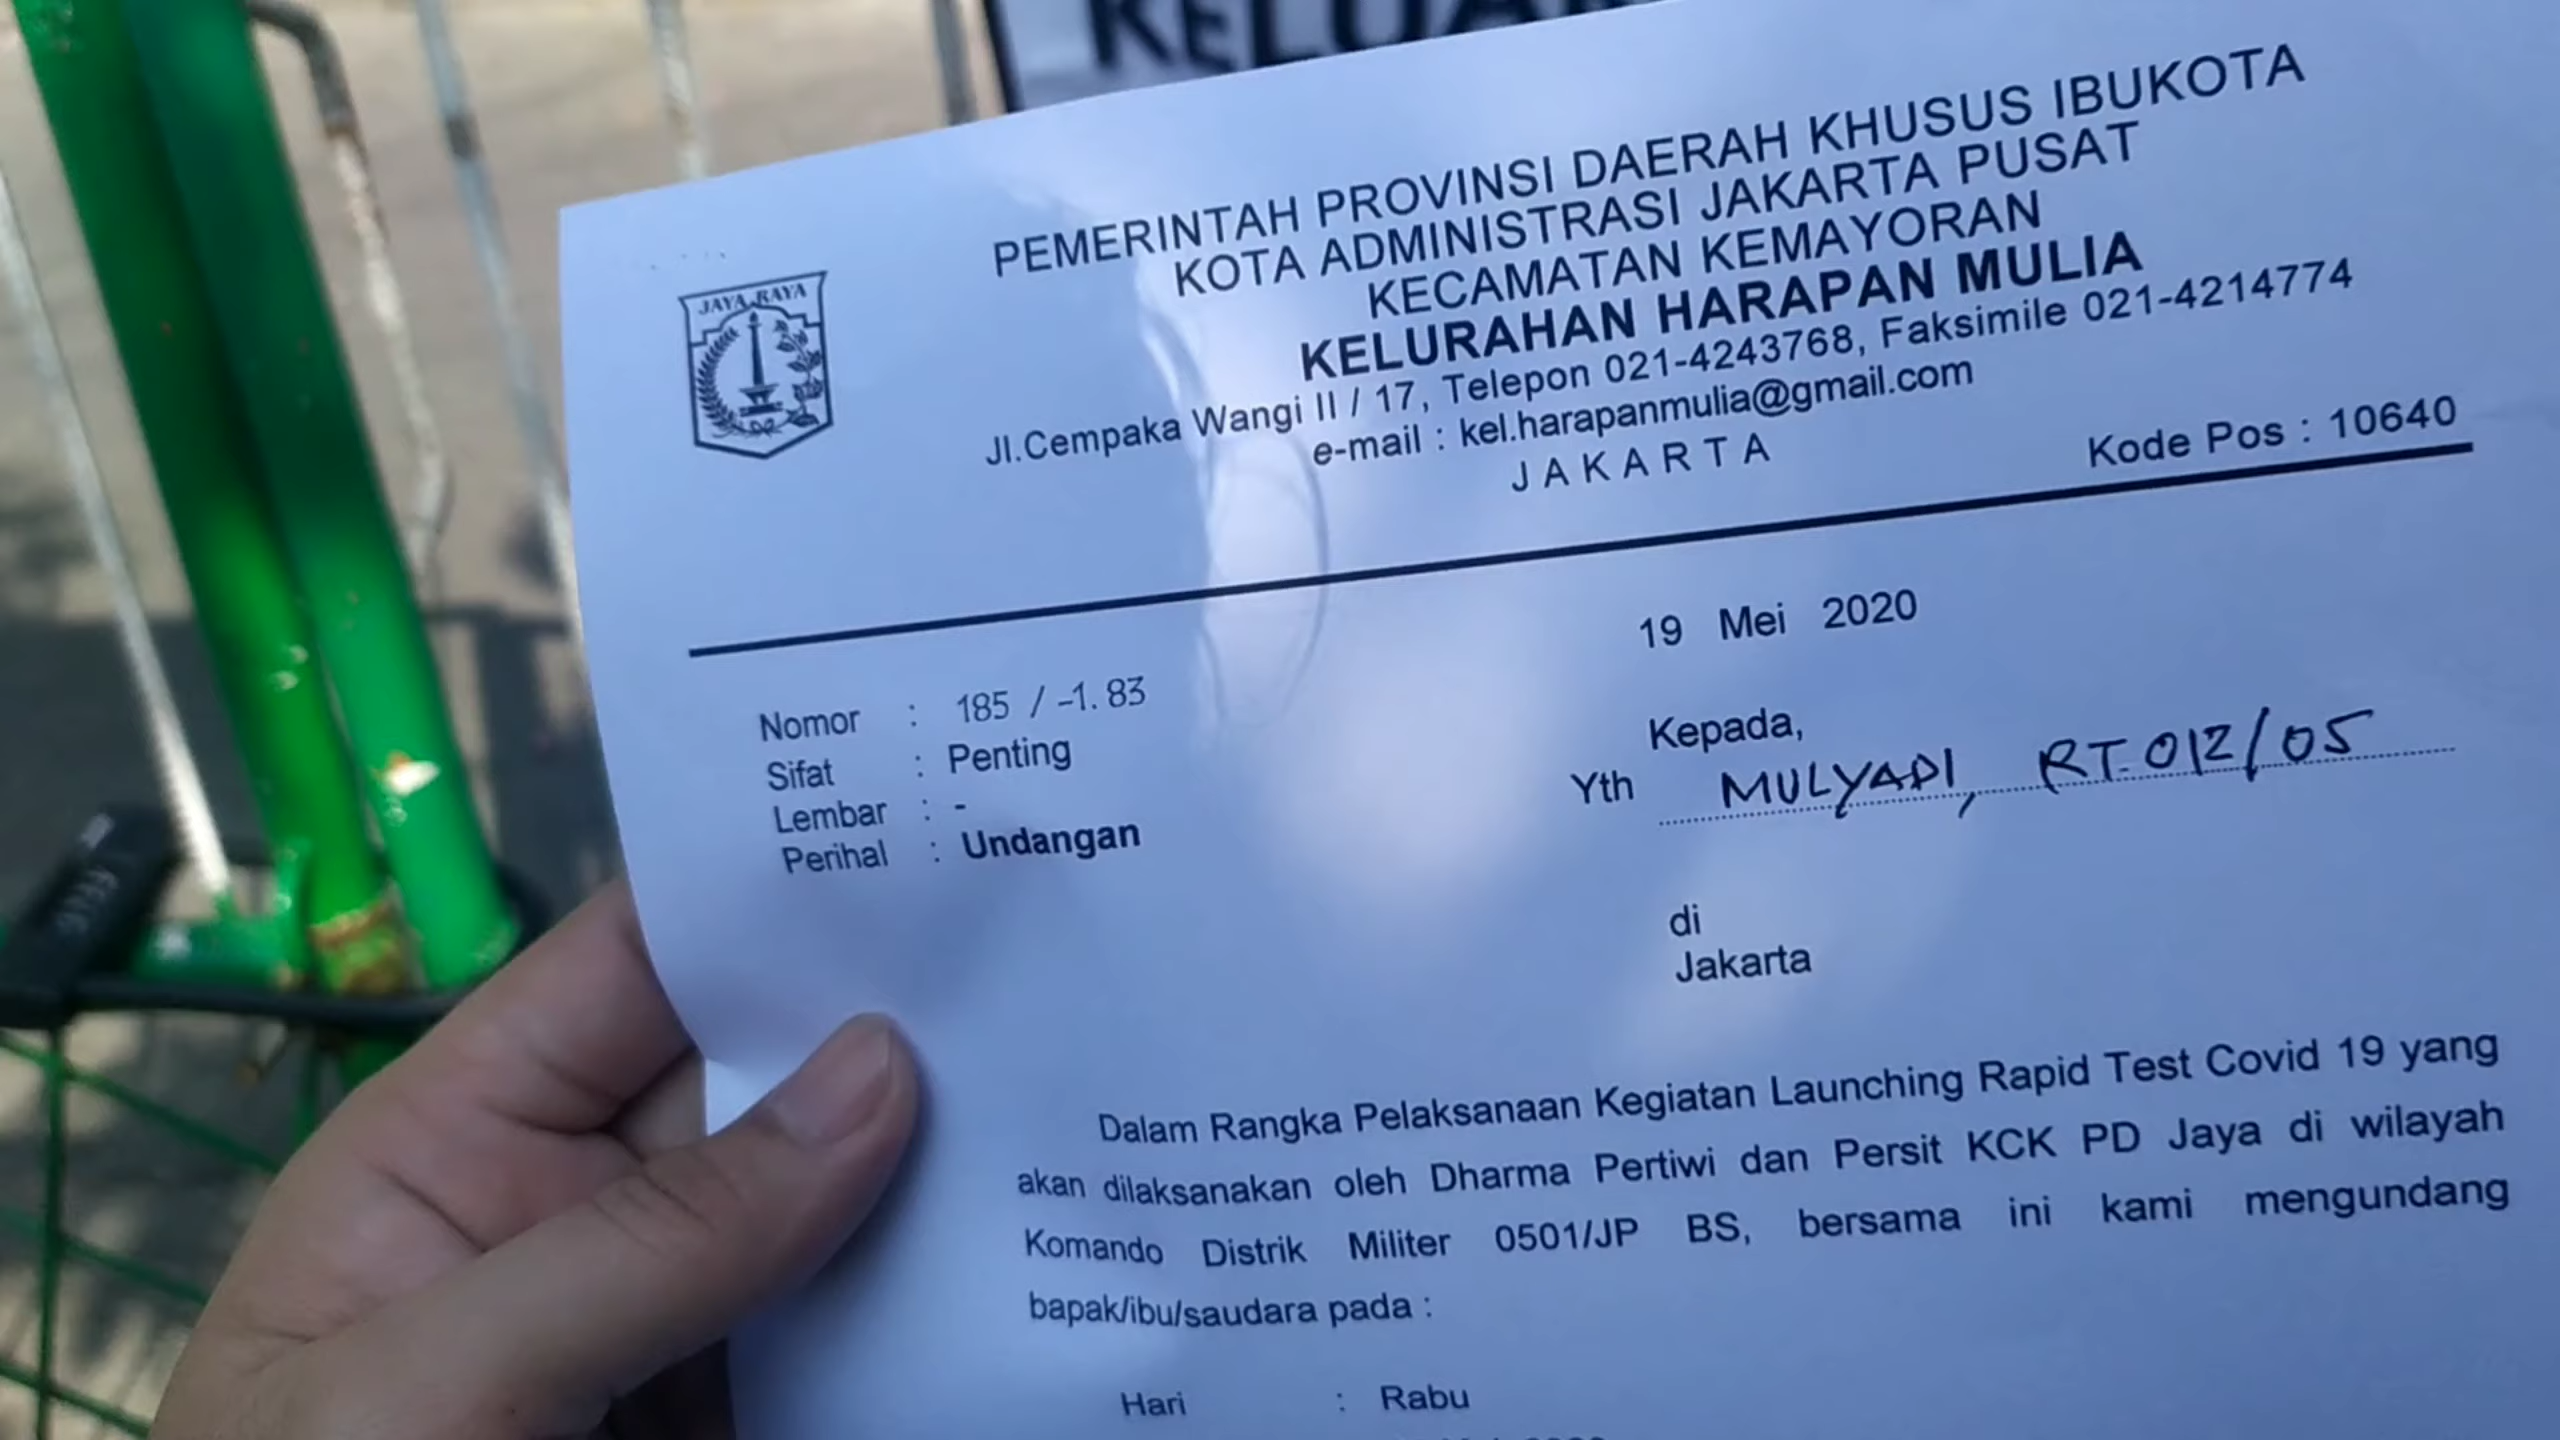 JAYA RAYA
PEMERINTAH PROVINSI DAERAH KHUSUS IBUKOTA
KOTA ADMINISTRASI JAKARTA PUSAT
KECAMATAN KEMAYORAN
KELURAHAN HARAPAN MULIA
Jl.Cempaka Wangi II / 17, Telepon 021-4243768, Faksimile 021-4214774
e-mail : kel.harapanmulia@gmail.com
JAKARTA
Kode Pos : 10640
19 Mei 2020
Nomor : 185 / -1.83
Sifat : Penting
Lembar : -
Perihal : Undangan
Kepada,
Yth MULYADI, RT.012/05
di
Jakarta
Dalam Rangka Pelaksanaan Kegiatan Launching Rapid Test Covid 19 yang
akan dilaksanakan oleh Dharma Pertiwi dan Persit KCK PD Jaya di wilayah
Komando Distrik Militer 0501/JP BS, bersama ini kami mengundang
bapak/ibu/saudara pada :
Hari : Rabu